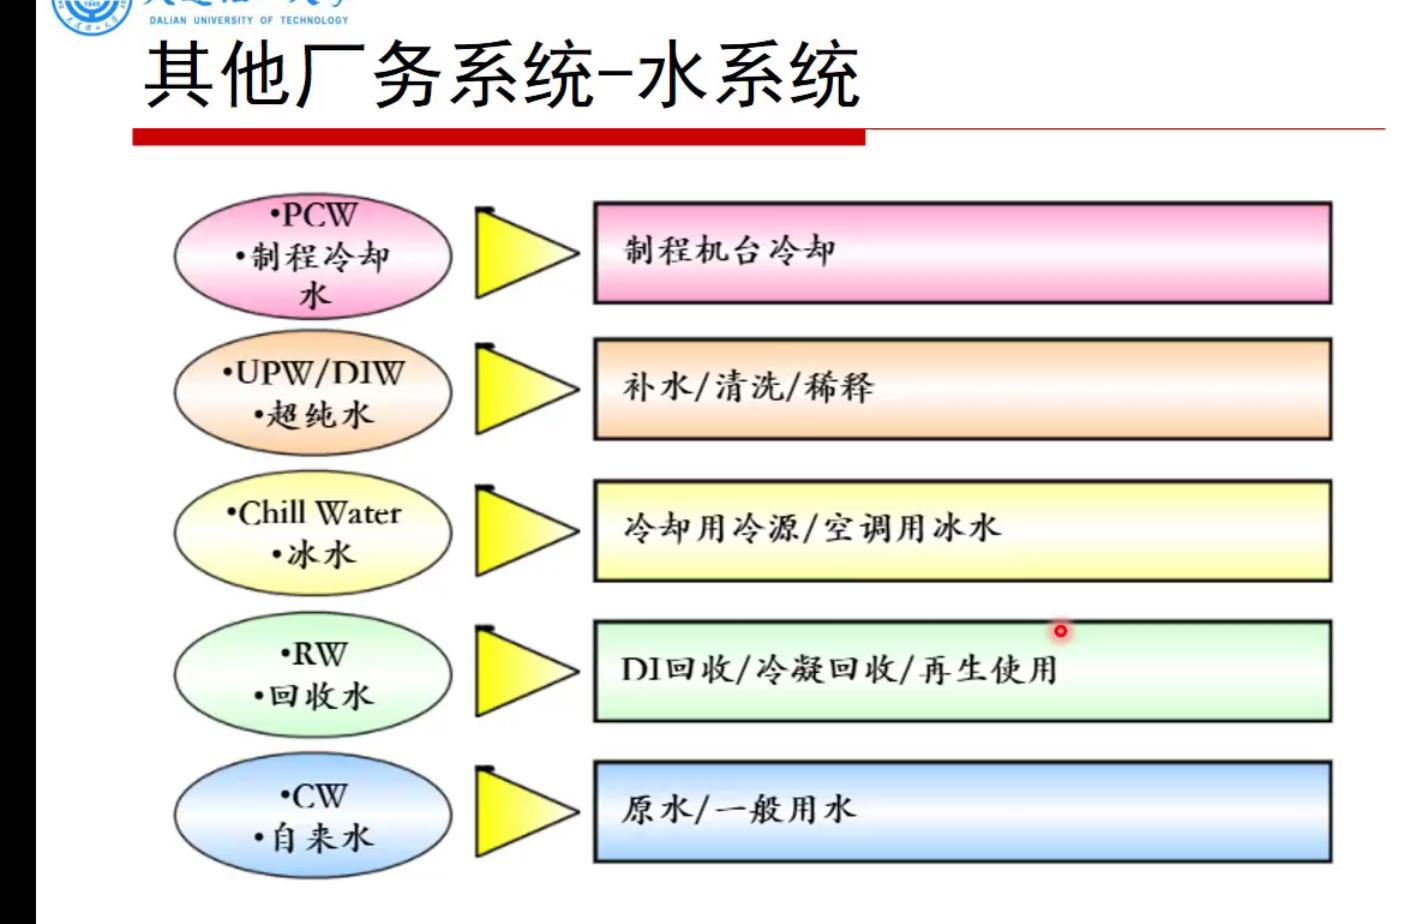 DALIAN UNIVERSITY OF TECHNOLOGY
其他厂务系统-水系统
•PCW
•制程冷却
水
制程机台冷却
•UPW/DIW
•超纯水
补水/清洗/稀释
•Chill Water
•冰水
冷却用冷源/空调用冰水
•RW
•回收水
DI回收/冷凝回收/再生使用
•CW
•自来水
原水/一般用水